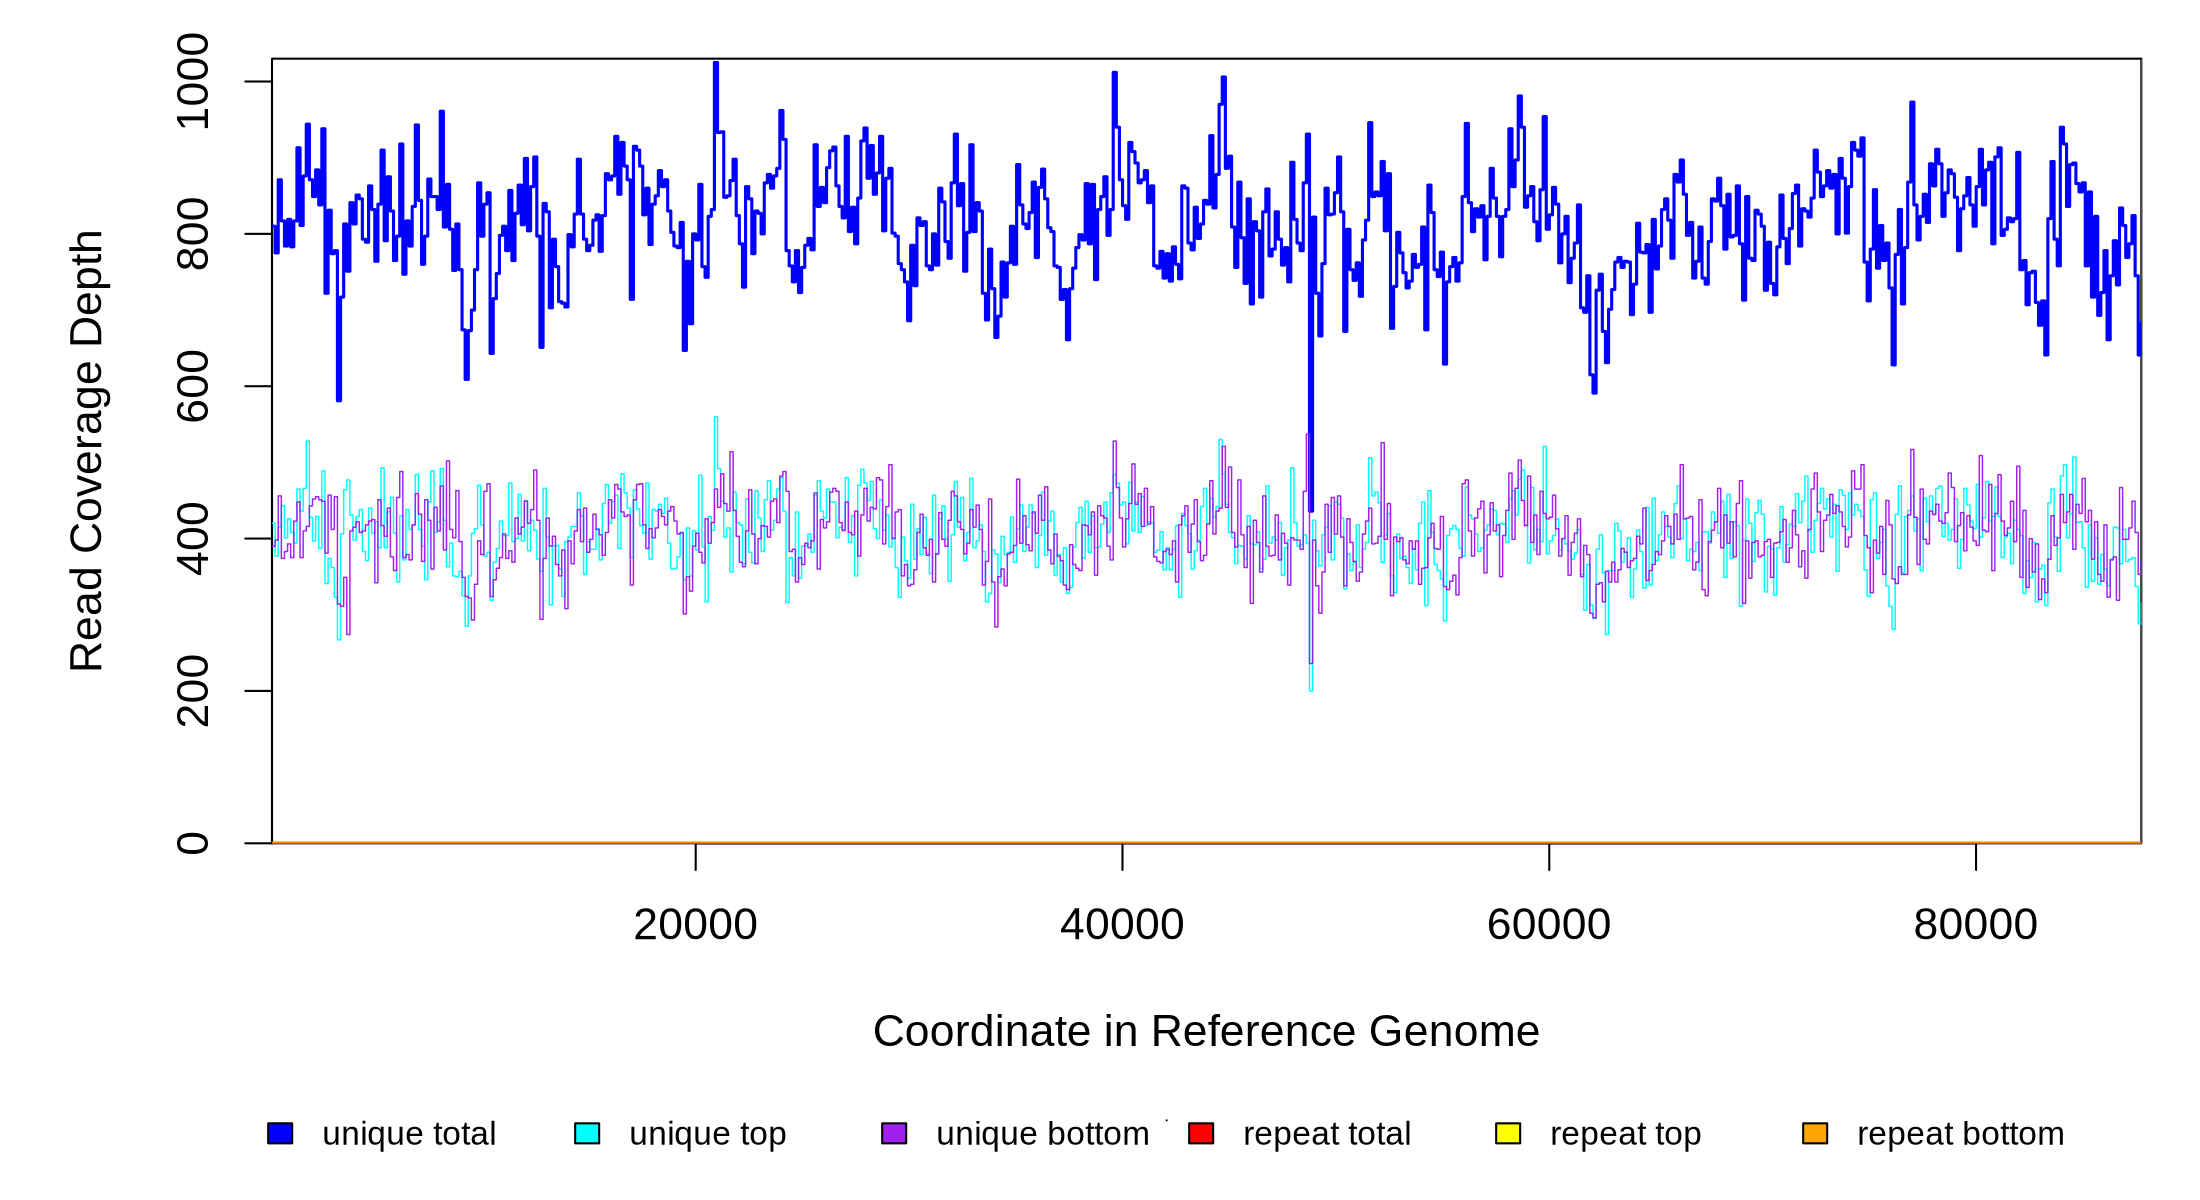 1000
800
600
400
200
0
Read Coverage Depth
20000 40000 60000 80000
Coordinate in Reference Genome
unique total unique top unique bottom repeat total repeat top repeat bottom